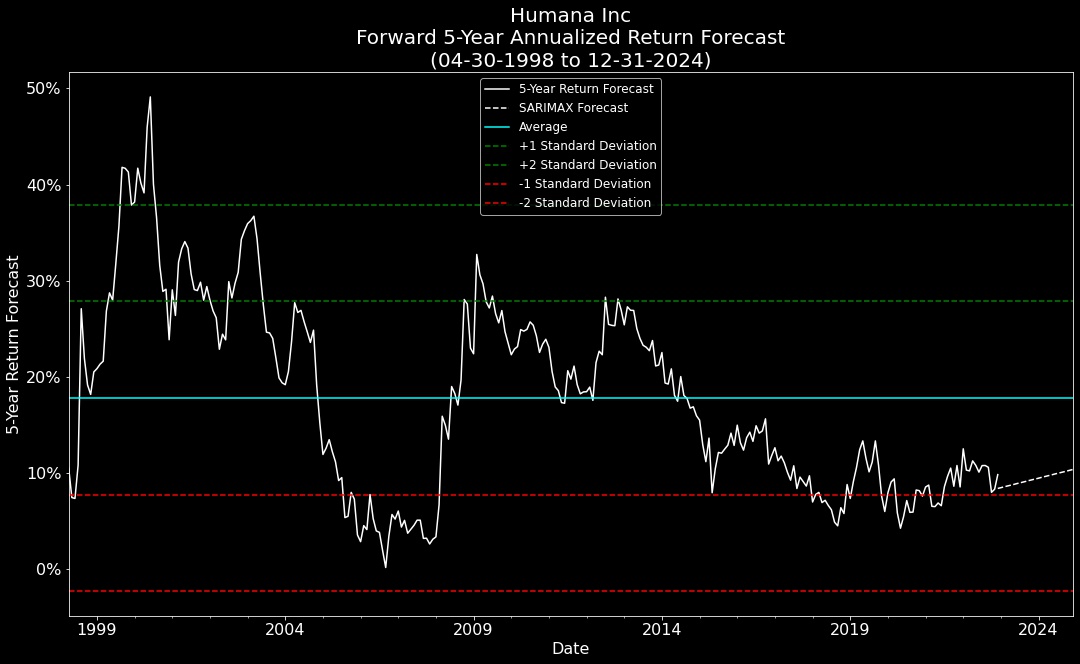 Humana Inc
Forward 5-Year Annualized Return Forecast
(04-30-1998 to 12-31-2024)
5-Year Return Forecast
SARIMAX Forecast
Average
+1 Standard Deviation
+2 Standard Deviation
-1 Standard Deviation
-2 Standard Deviation
5-Year Return Forecast
50%
40%
30%
20%
10%
0%
1999 2004 2009 2014 2019 2024
Date